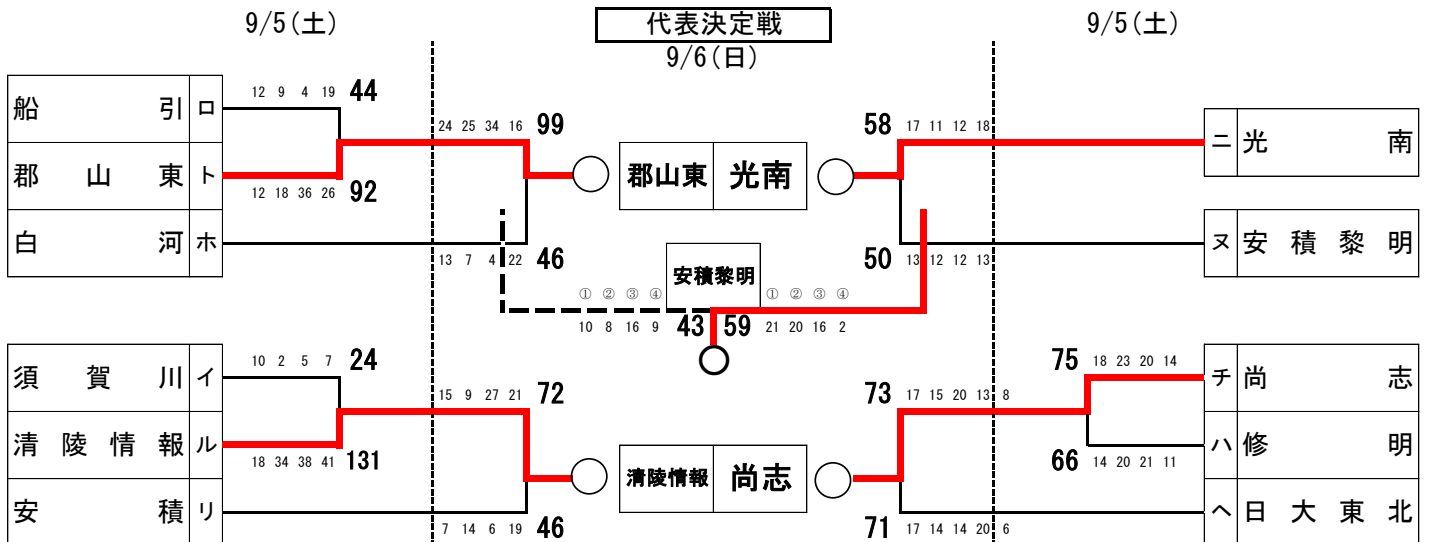 9/5(土) 代表決定戦 9/5(土)
9/6(日)
船引 ロ 12 9 4 19 44
24 25 34 16 99
58 17 11 12 18
郡山東 ト 12 18 36 26 92
郡山東 光南
ニ 光南
白河 ホ
13 7 4 22 46
50 13 12 12 13
ヌ 安積黎明
安積黎明
① ② ③ ④ ① ② ③ ④
10 8 16 9 43 59 21 20 16 2
須賀川 イ 10 2 5 7 24
75 18 23 20 14 チ 尚志
15 9 27 21 72
73 17 15 20 13 8
清陵情報 ル 18 34 38 41 131
66 14 20 21 11 ハ 修明
清陵情報 尚志
安積 リ
7 14 6 19 46
71 17 14 14 20 6
ヘ 日大東北